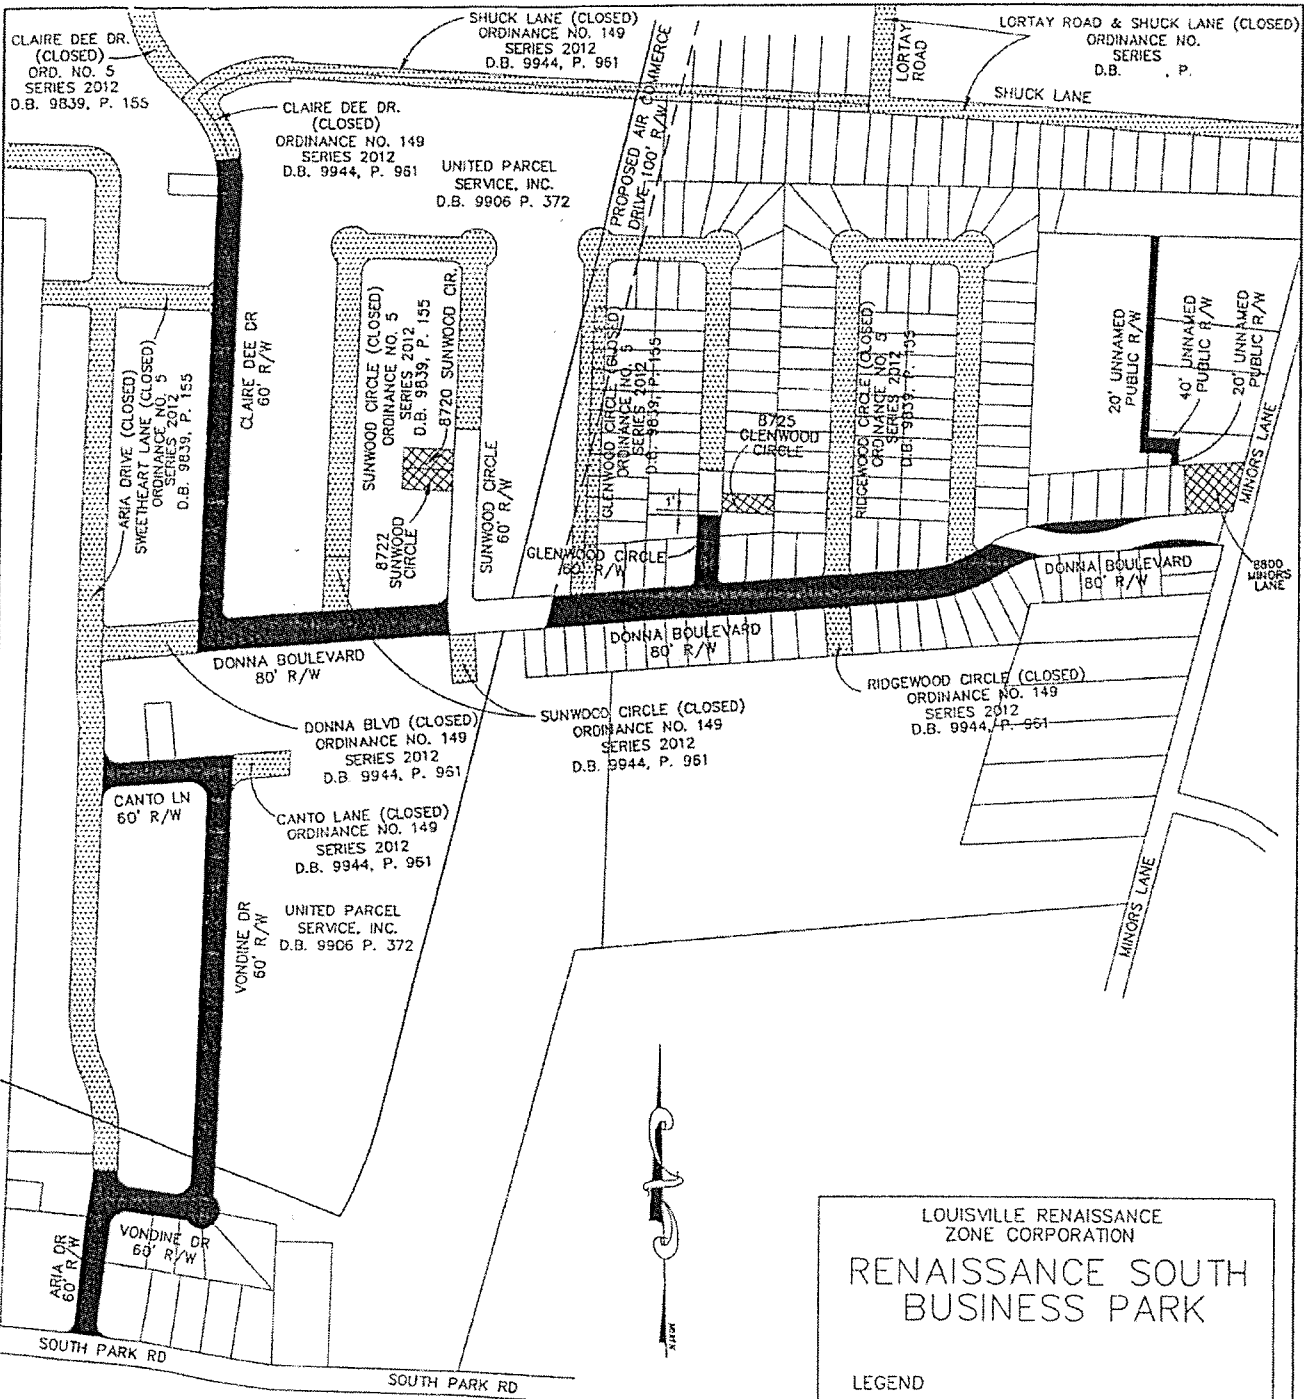 CLAIRE DEE DR.
(CLOSED)
ORD. NO. 5
SERIES 2012
D.B. 9839, P. 155
SHUCK LANE (CLOSED)
ORDINANCE NO. 149
SERIES 2012
D.B. 9944, P. 961
LORTAY ROAD & SHUCK LANE (CLOSED)
ORDINANCE NO.
SERIES
D.B. , P.
LORTAY
ROAD
SHUCK LANE
CLAIRE DEE DR.
(CLOSED)
ORDINANCE NO. 149
SERIES 2012
D.B. 9944, P. 961
UNITED PARCEL
SERVICE, INC.
D.B. 9906 P. 372
PROPOSED AIR COMMERCE
DRIVE 100' R/W
ARIA DRIVE (CLOSED)
SWEETHEART LANE (CLOSED)
ORDINANCE NO. 5
SERIES 2012
D.B. 9839, P. 155
CLAIRE DEE DR
60' R/W
SUNWOOD CIRCLE (CLOSED)
ORDINANCE NO. 5
SERIES 2012
D.B. 9839, P. 155
8720 SUNWOOD CIR.
8722
SUNWOOD
CIRCLE
SUNWOOD CIRCLE
60' R/W
GLENWOOD CIRCLE (CLOSED)
ORDINANCE NO. 5
SERIES 2012
D.B. 9839, P. 155
8725
GLENWOOD
CIRCLE
1'
GLENWOOD CIRCLE
60' R/W
RIDGEWOOD CIRCLE (CLOSED)
ORDINANCE NO. 5
SERIES 2012
D.B. 9839, P. 155
20' UNNAMED
PUBLIC R/W
40' UNNAMED
PUBLIC R/W
20' UNNAMED
PUBLIC R/W
MINORS LANE
8800
MINORS
LANE
DONNA BOULEVARD
80' R/W
DONNA BOULEVARD
80' R/W
DONNA BOULEVARD
80' R/W
RIDGEWOOD CIRCLE (CLOSED)
ORDINANCE NO. 149
SERIES 2012
D.B. 9944, P. 961
SUNWOOD CIRCLE (CLOSED)
ORDINANCE NO. 149
SERIES 2012
D.B. 9944, P. 961
DONNA BLVD (CLOSED)
ORDINANCE NO. 149
SERIES 2012
D.B. 9944, P. 961
CANTO LN
60' R/W
CANTO LANE (CLOSED)
ORDINANCE NO. 149
SERIES 2012
D.B. 9944, P. 961
VONDINE DR
60' R/W
UNITED PARCEL
SERVICE, INC.
D.B. 9906 P. 372
MINORS LANE
VONDINE DR
60' R/W
ARIA DR
60' R/W
SOUTH PARK RD
SOUTH PARK RD
LOUISVILLE RENAISSANCE
ZONE CORPORATION
RENAISSANCE SOUTH
BUSINESS PARK
LEGEND